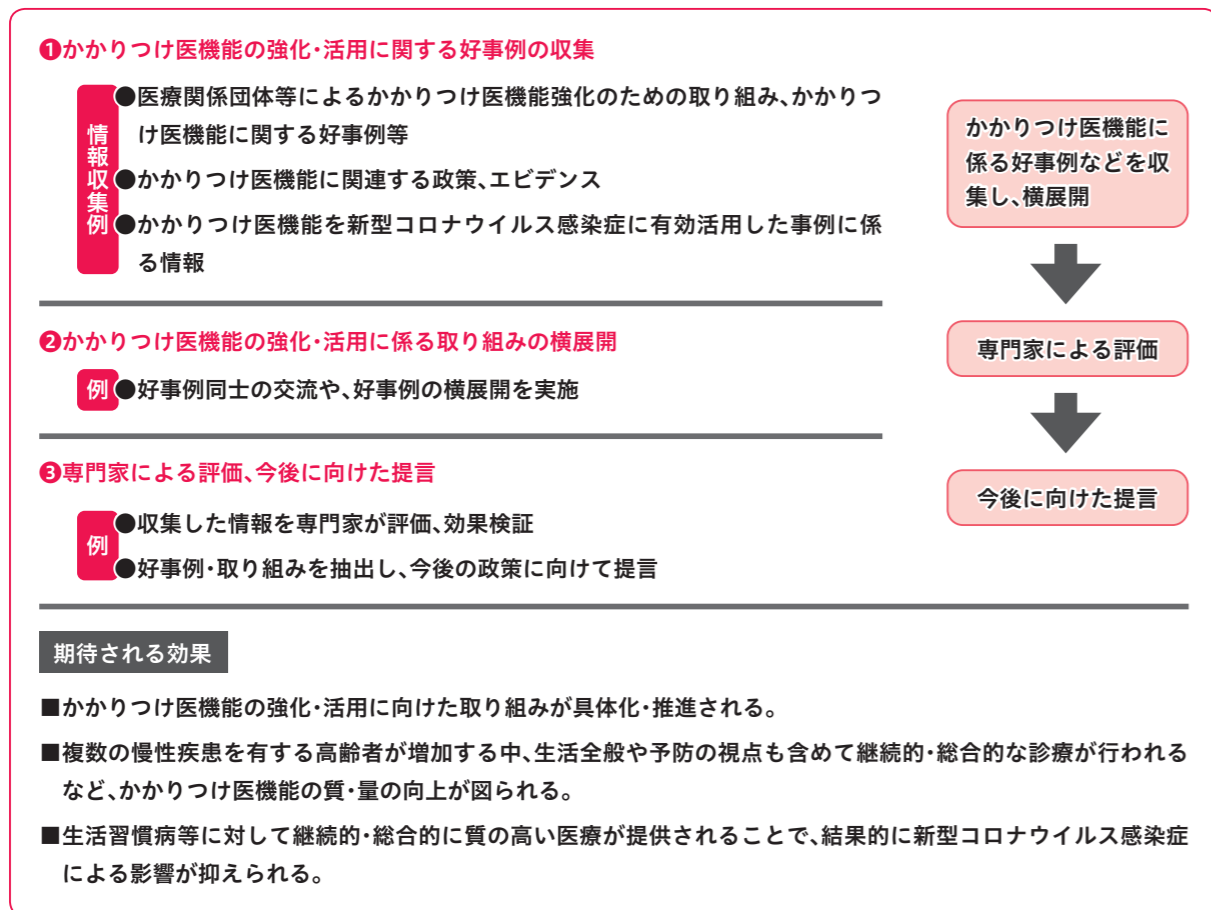 ❶かかりつけ医機能の強化・活用に関する好事例の収集
情報収集例
●医療関係団体等によるかかりつけ医機能強化のための取り組み、かかりつ
け医機能に関する好事例等
●かかりつけ医機能に関連する政策、エビデンス
●かかりつけ医機能を新型コロナウイルス感染症に有効活用した事例に係
る情報
❷かかりつけ医機能の強化・活用に係る取り組みの横展開
例
●好事例同士の交流や、好事例の横展開を実施
❸専門家による評価、今後に向けた提言
例
●収集した情報を専門家が評価、効果検証
●好事例・取り組みを抽出し、今後の政策に向けて提言
かかりつけ医機能に
係る好事例などを収
集し、横展開
専門家による評価
今後に向けた提言
期待される効果
■かかりつけ医機能の強化・活用に向けた取り組みが具体化・推進される。
■複数の慢性疾患を有する高齢者が増加する中、生活全般や予防の視点も含めて継続的・総合的な診療が行われる
など、かかりつけ医機能の質・量の向上が図られる。
■生活習慣病等に対して継続的・総合的に質の高い医療が提供されることで、結果的に新型コロナウイルス感染症
による影響が抑えられる。